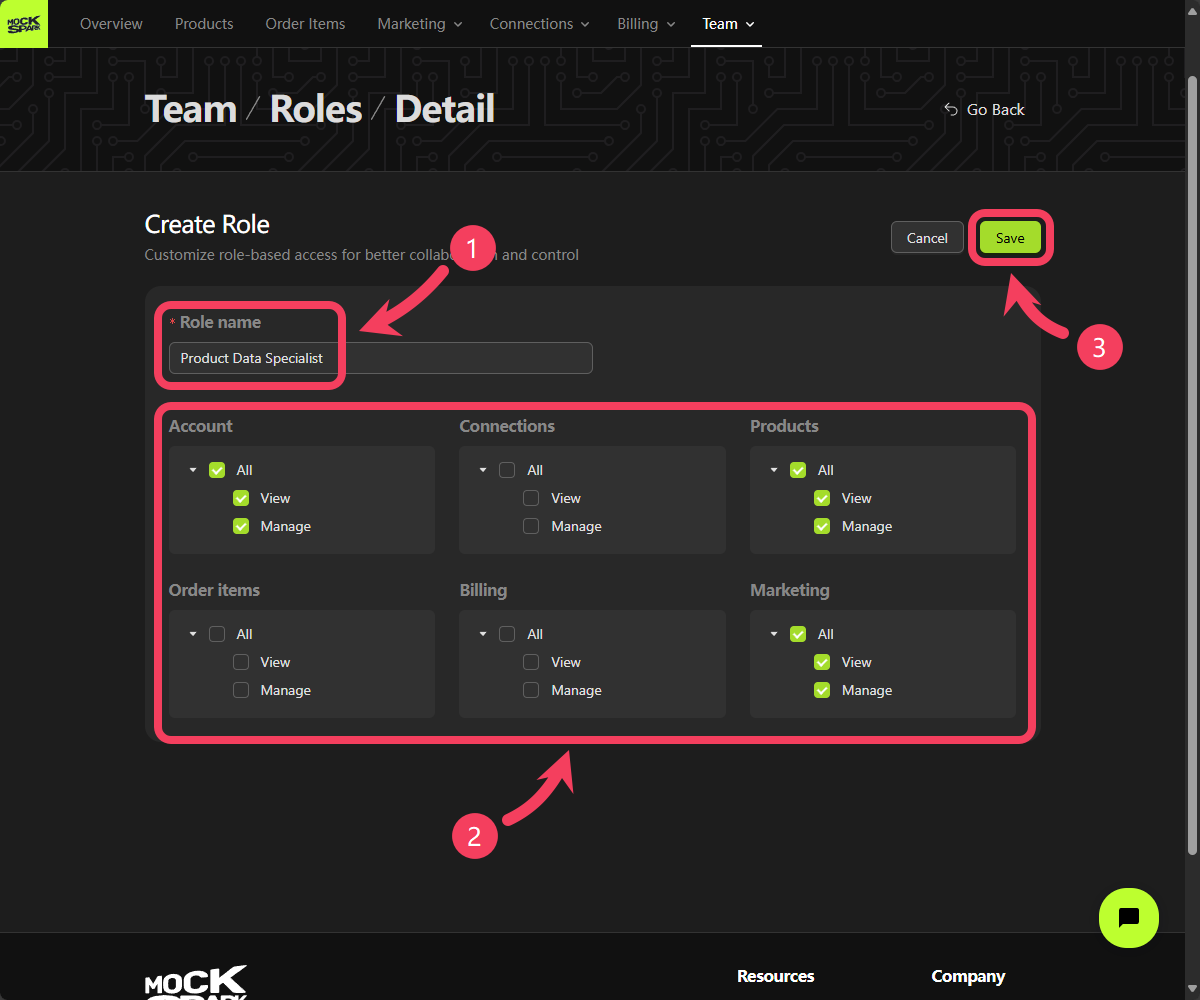 MOCK
SPARK
Overview Products Order Items Marketing Connections Billing Team
Team / Roles / Detail
Go Back
Create Role
Cancel Save
1
Customize role-based access for better collab n and control
* Role name
3
Product Data Specialist
Account Connections Products
All All All
View View View
Manage Manage Manage
Order items Billing Marketing
All All All
View View View
Manage Manage Manage
2
MOCK
SPARK
Resources Company